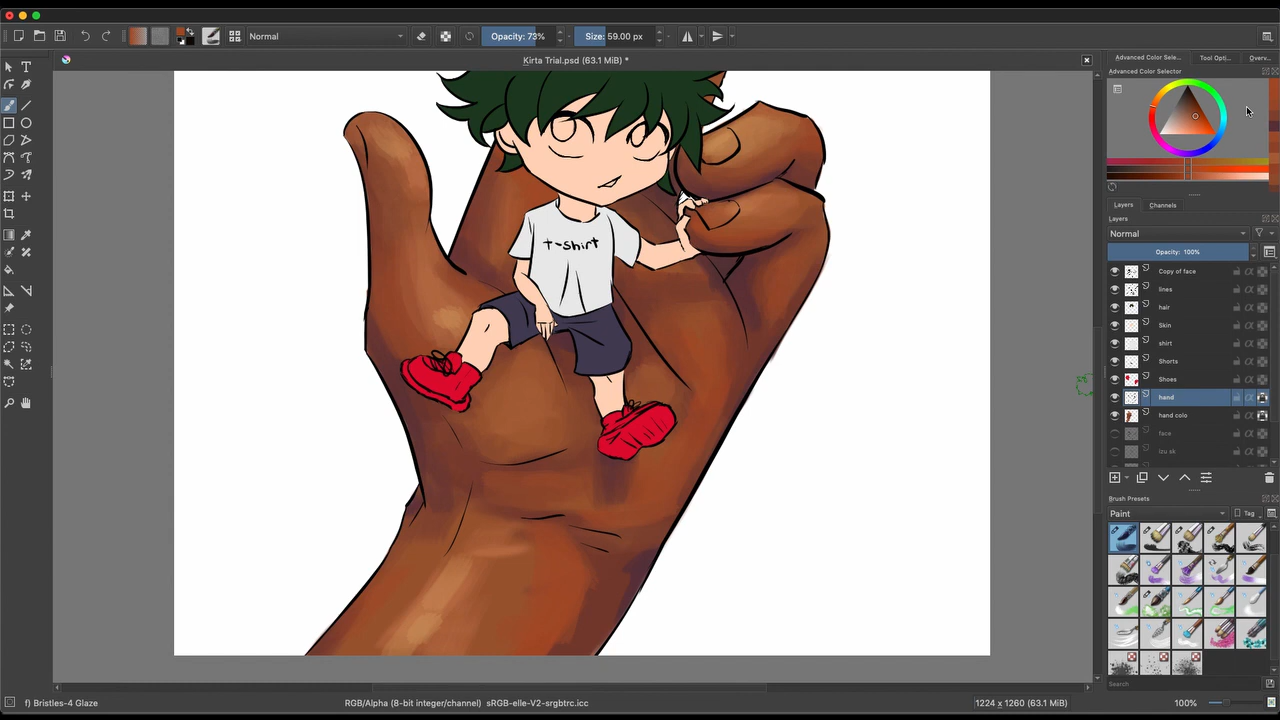 Normal
Opacity: 73%
Size: 59.00 px
Kirta Trial.psd (63.1 MiB) *
Advanced Color Sele...
Tool Opti...
Overv...
Advanced Color Selector
Layers
Channels
Layers
Normal
Opacity: 100%
Copy of face
lines
hair
Skin
shirt
Shorts
Shoes
hand
hand colo
face
izu sk
t-shirt
Brush Presets
Paint
Tag
Search
f) Bristles-4 Glaze
RGB/Alpha (8-bit integer/channel) sRGB-elle-V2-srgbtrc.icc
1224 x 1260 (63.1 MiB)
100%